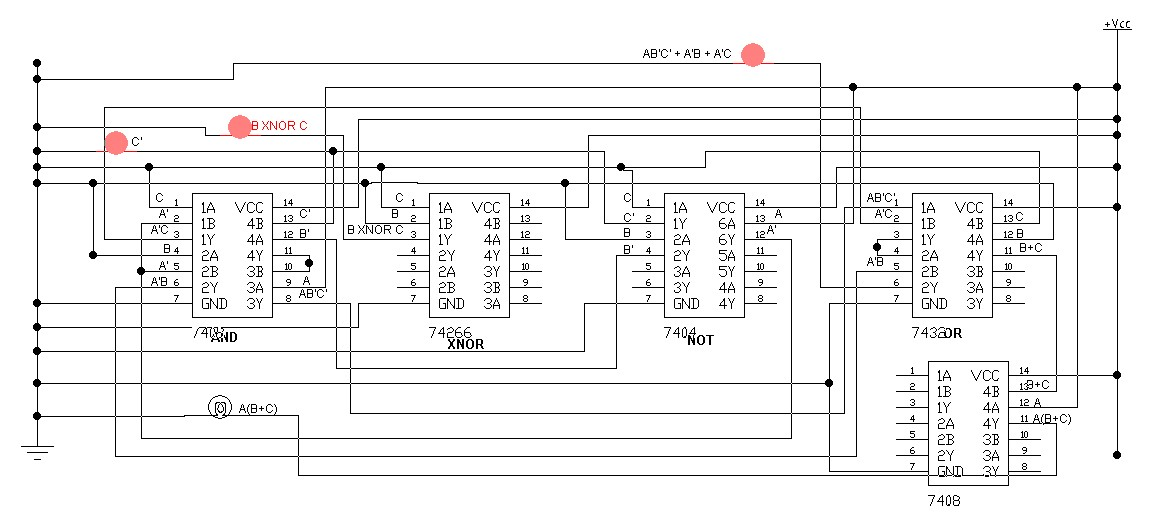 +Vcc
AB'C' + A'B + A'C
B XNOR C
C'
C 1 1A VCC 14
A' 2 1B 4B 13 C'
A'C 3 1Y 4A 12 B'
B 4 2A 4Y 11
A' 5 2B 3B 10 A
A'B 6 2Y 3A 9 AB'C'
7 GND 3Y 8
AND
C 1 1A VCC 14
B 2 1B 4B 13
B XNOR C 3 1Y 4A 12
4 2Y 4Y 11
5 2A 3Y 10
6 2B 3B 9
7 GND 3A 8
74266
XNOR
C 1 1A VCC 14
C' 2 1Y 6A 13 A
B 3 2A 6Y 12 A'
B' 4 2Y 5A 11
5 3A 5Y 10
6 3Y 4A 9
7 GND 4Y 8
7404
NOT
AB'C' 1 1A VCC 14
A'C 2 1B 4B 13 C
3 1Y 4A 12 B
A'B 4 2A 4Y 11 B+C
5 2B 3B 10
6 2Y 3A 9
7 GND 3Y 8
OR
1 1A VCC 14
2 1B 4B 13 B+C
3 1Y 4A 12 A
4 2A 4Y 11 A(B+C)
5 2B 3B 10
6 2Y 3A 9
7 GND 3Y 8
7408
A(B+C)